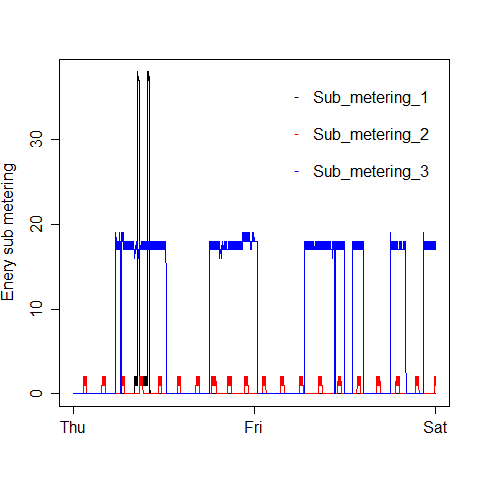 Sub_metering_1
Sub_metering_2
Sub_metering_3
Enery sub metering
30
20
10
0
Thu Fri Sat